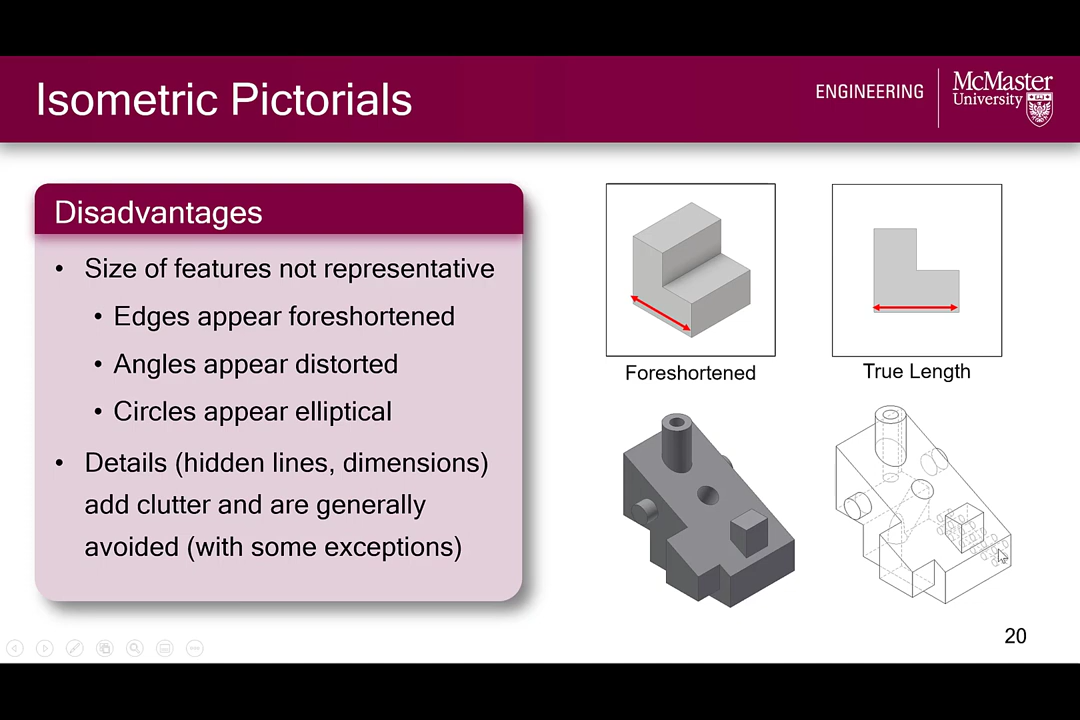 Isometric Pictorials
ENGINEERING
McMaster
University
Disadvantages
• Size of features not representative
• Edges appear foreshortened
• Angles appear distorted
• Circles appear elliptical
• Details (hidden lines, dimensions)
add clutter and are generally
avoided (with some exceptions)
Foreshortened
True Length
20